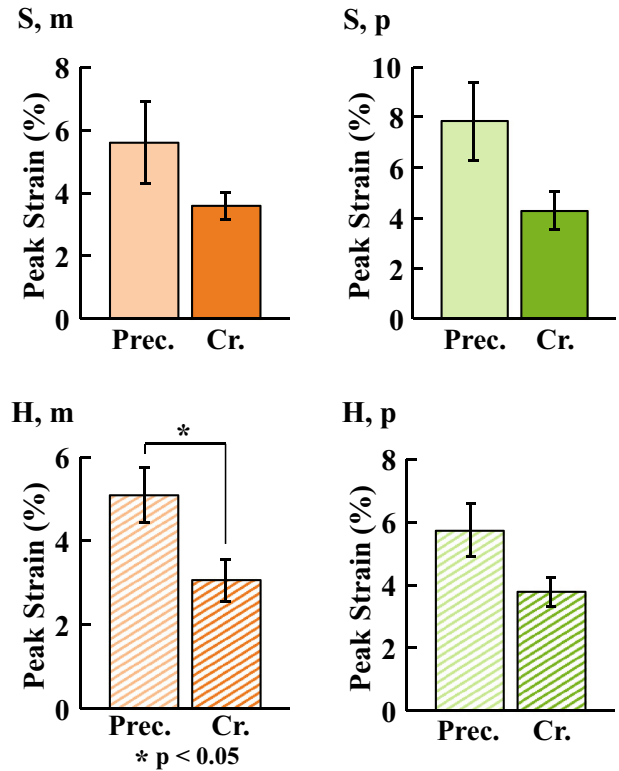 S, m
Peak Strain (%)
8
6
4
2
0
Prec.
Cr.
S, p
Peak Strain (%)
10
8
6
4
2
0
Prec.
Cr.
H, m
Peak Strain (%)
6
4
2
0
*
Prec.
Cr.
* p < 0.05
H, p
Peak Strain (%)
8
6
4
2
0
Prec.
Cr.